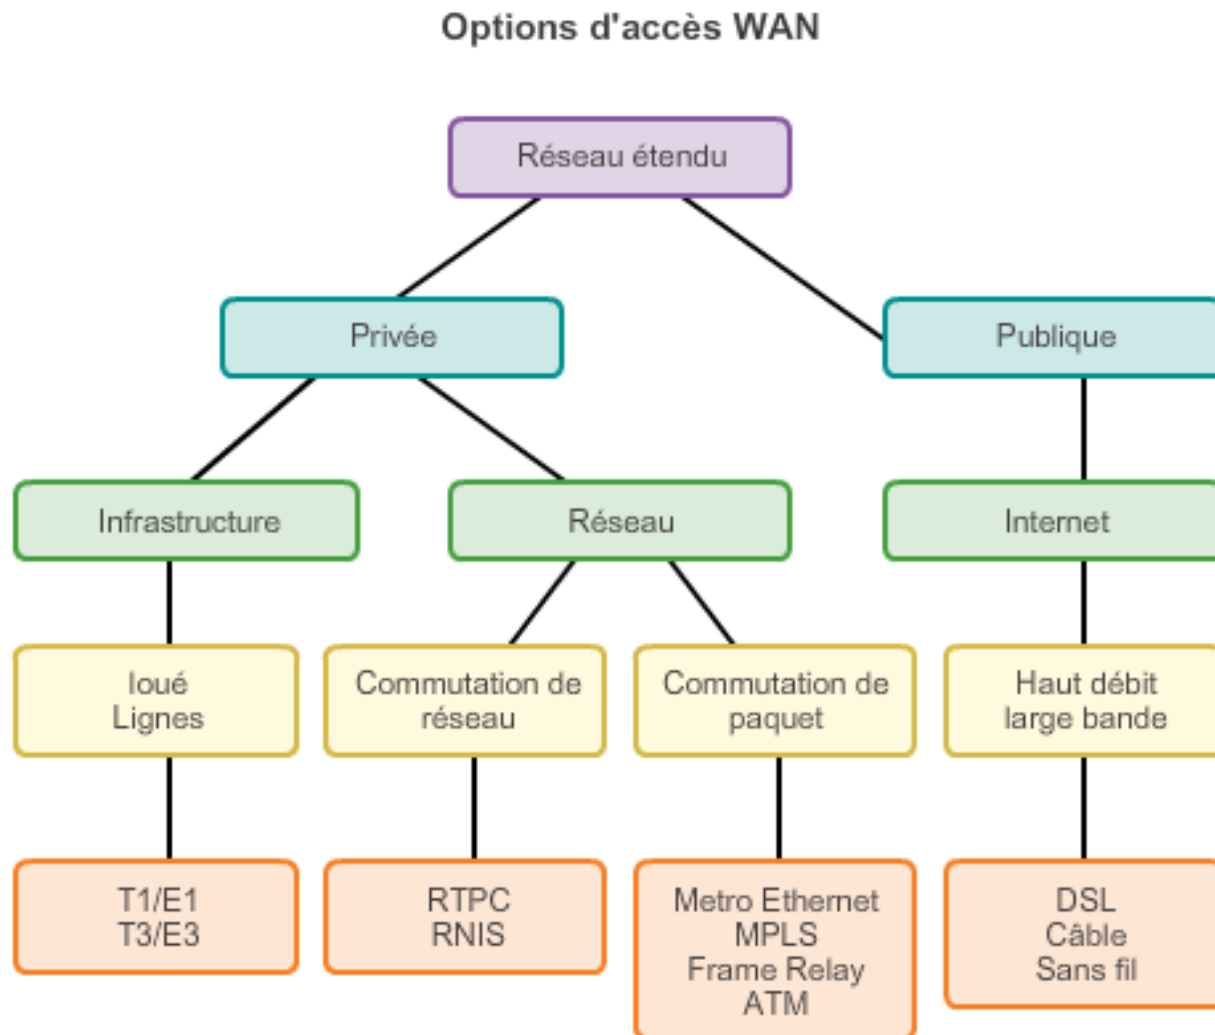 Options d'accès WAN
Réseau étendu
Privée
Publique
Infrastructure
Réseau
Internet
loué
Lignes
Commutation de
réseau
Commutation de
paquet
Haut débit
large bande
T1/E1
T3/E3
RTPC
RNIS
Metro Ethernet
MPLS
Frame Relay
ATM
DSL
Câble
Sans fil